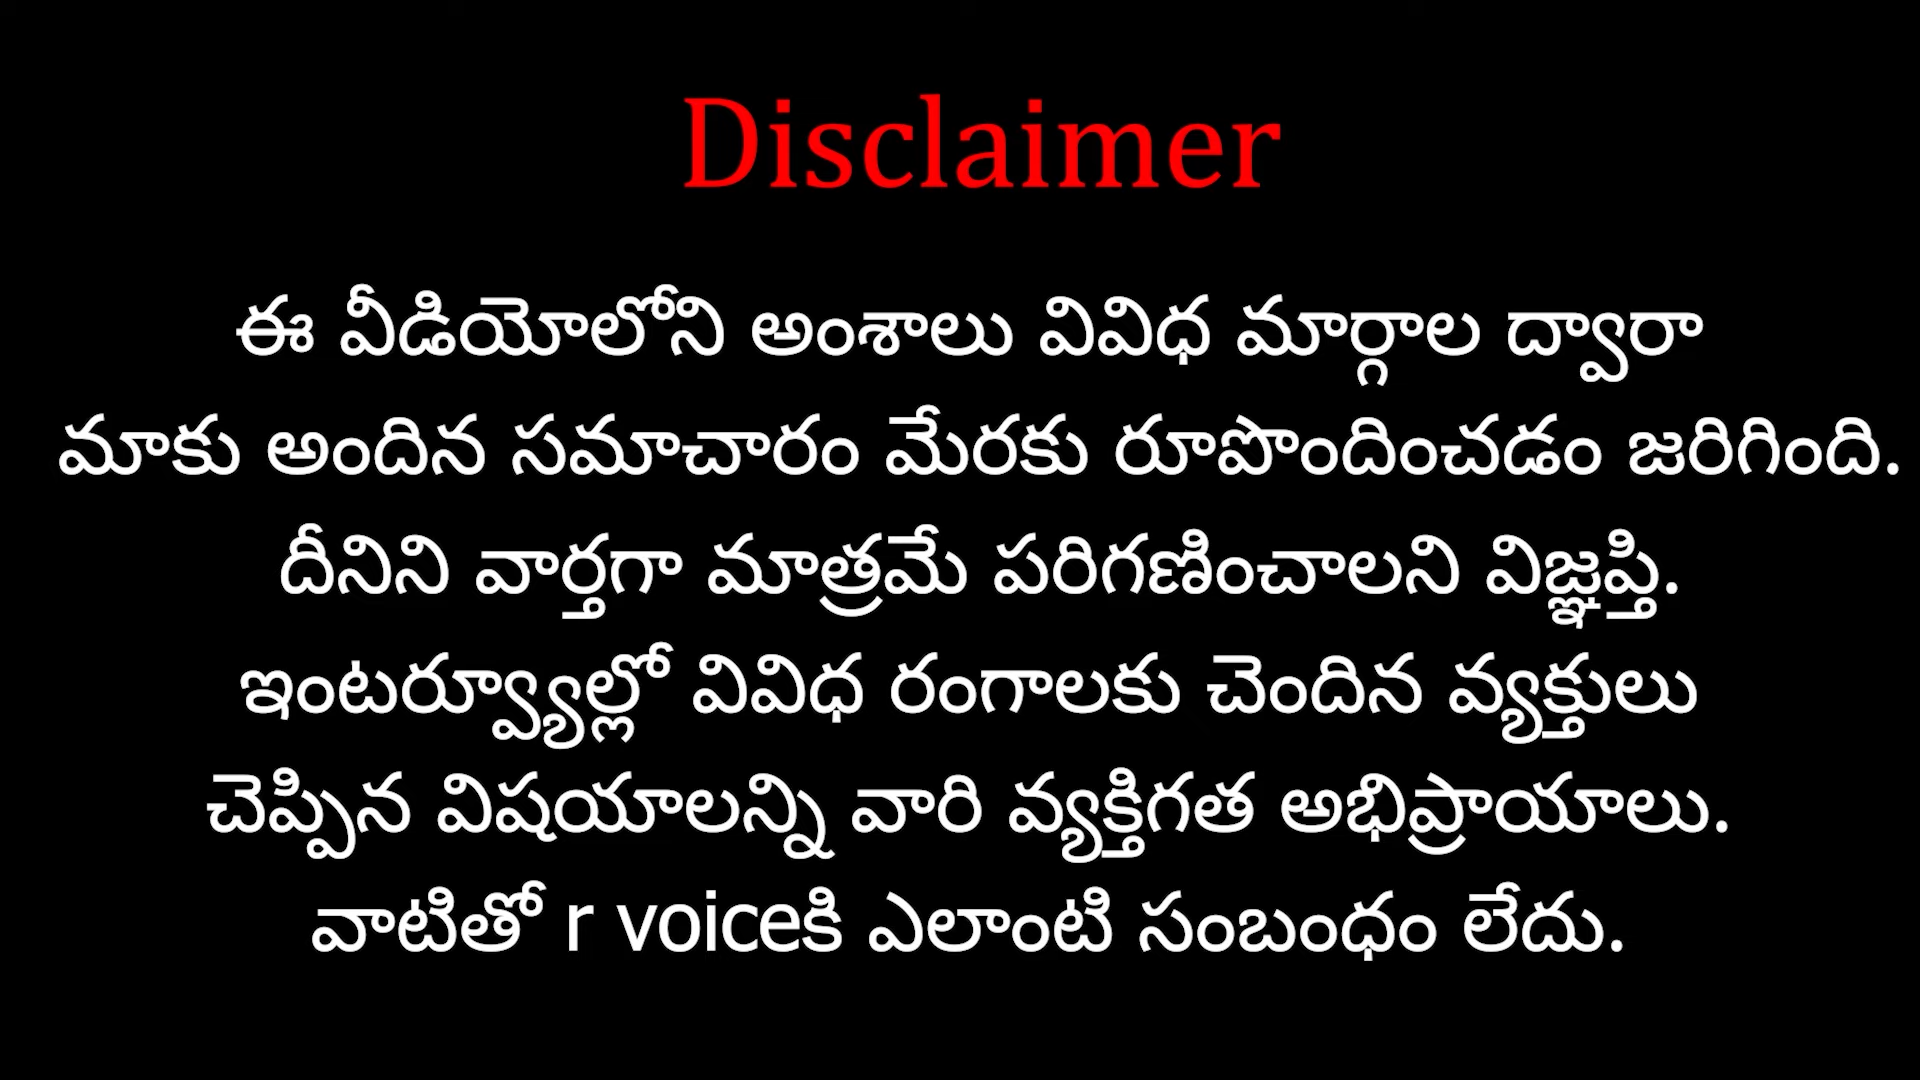 Disclaimer
ఈ వీడియోలోని అంశాలు వివిధ మార్గాల ద్వారా
మాకు అందిన సమాచారం మేరకు రూపొందించడం జరిగింది.
దీనిని వార్తగా మాత్రమే పరిగణించాలని విజ్ఞప్తి.
ఇంటర్వ్యూల్లో వివిధ రంగాలకు చెందిన వ్యక్తులు
చెప్పిన విషయాలన్ని వారి వ్యక్తిగత అభిప్రాయాలు.
వాటితో r voiceకి ఎలాంటి సంబంధం లేదు.